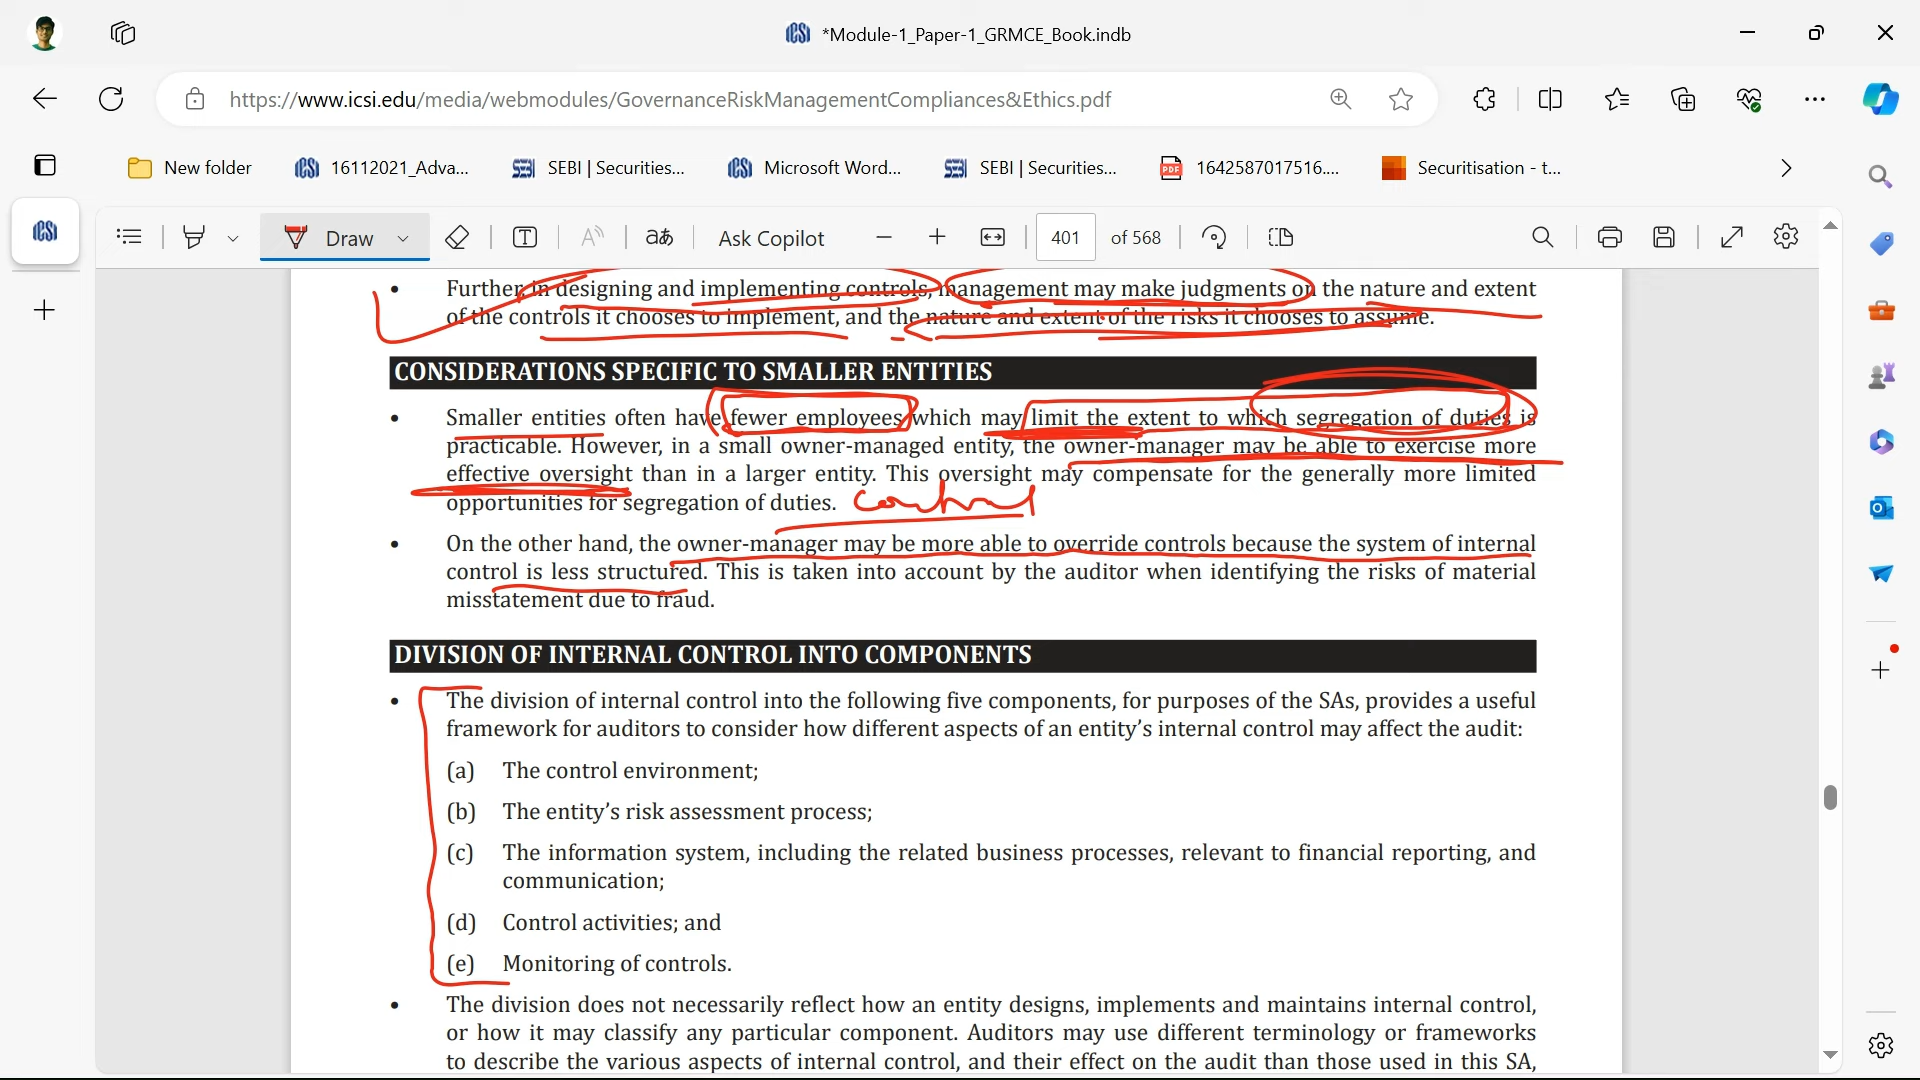 *Module-1_Paper-1_GRMCE_Book.indb
https://www.icsi.edu/media/webmodules/GovernanceRiskManagementCompliances&Ethics.pdf
New folder
16112021_Adva...
SEBI | Securities...
Microsoft Word...
SEBI | Securities...
1642587017516....
Securitisation - t...
Draw
Ask Copilot
401 of 568
• Further, in designing and implementing controls, management may make judgments on the nature and extent
of the controls it chooses to implement, and the nature and extent of the risks it chooses to assume.
CONSIDERATIONS SPECIFIC TO SMALLER ENTITIES
• Smaller entities often have fewer employees which may limit the extent to which segregation of duties is
practicable. However, in a small owner-managed entity, the owner-manager may be able to exercise more
effective oversight than in a larger entity. This oversight may compensate for the generally more limited
opportunities for segregation of duties. control
• On the other hand, the owner-manager may be more able to override controls because the system of internal
control is less structured. This is taken into account by the auditor when identifying the risks of material
misstatement due to fraud.
DIVISION OF INTERNAL CONTROL INTO COMPONENTS
• The division of internal control into the following five components, for purposes of the SAs, provides a useful
framework for auditors to consider how different aspects of an entity's internal control may affect the audit:
(a) The control environment;
(b) The entity's risk assessment process;
(c) The information system, including the related business processes, relevant to financial reporting, and
communication;
(d) Control activities; and
(e) Monitoring of controls.
• The division does not necessarily reflect how an entity designs, implements and maintains internal control,
or how it may classify any particular component. Auditors may use different terminology or frameworks
to describe the various aspects of internal control, and their effect on the audit than those used in this SA,